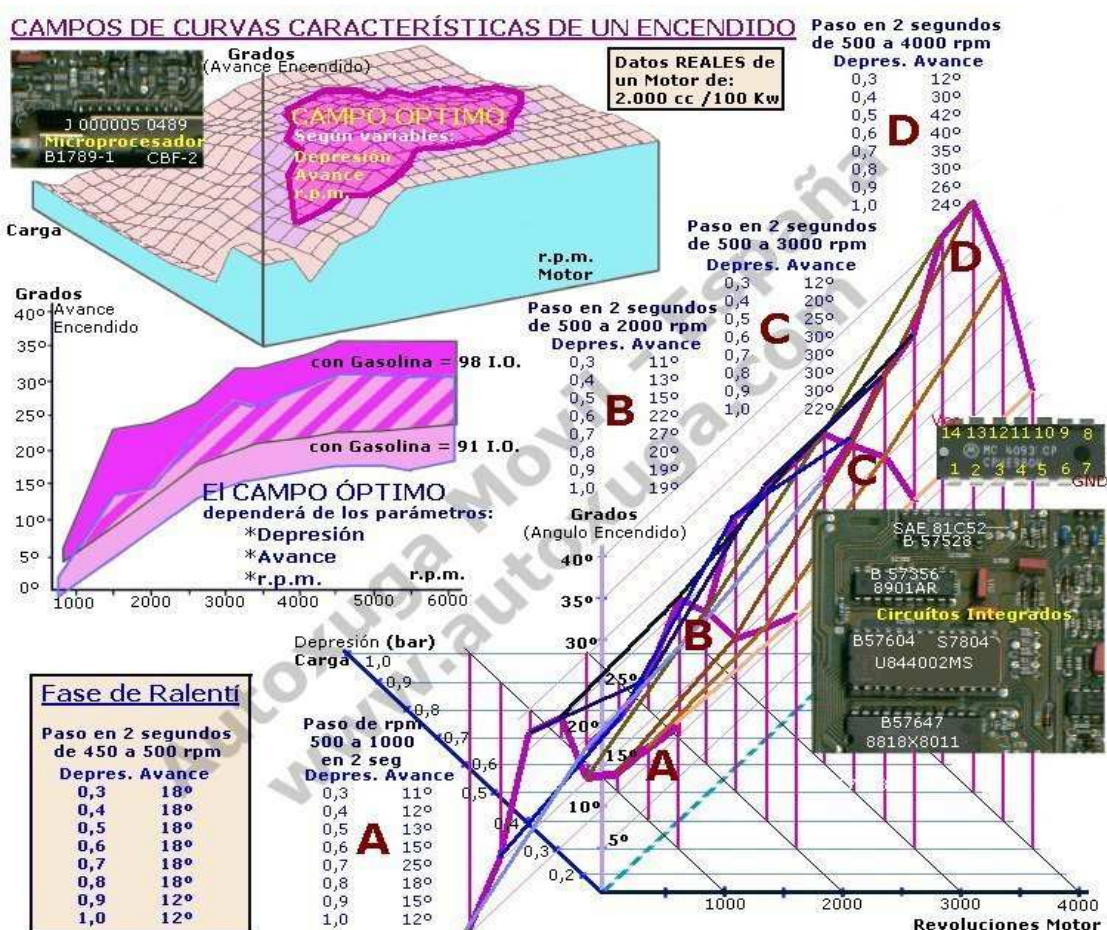 CAMPOS DE CURVAS CARACTERÍSTICAS DE UN ENCENDIDO
J 000005 0489
Microprocesador
B1789-1 CBF-2
Grados
(Avance Encendido)
CAMPO OPTIMO
Según variables:
Depresión
Avance
r.p.m.
Carga
r.p.m.
Motor
Datos REALES de
un Motor de:
2.000 cc /100 Kw
Paso en 2 segundos
de 500 a 4000 rpm
Depres. Avance
0,3 12º
0,4 30º
0,5 42º
0,6 40º
0,7 35º
0,8 30º
0,9 26º
1,0 24º
D
Paso en 2 segundos
de 500 a 3000 rpm
Depres. Avance
0,3 12º
0,4 20º
0,5 25º
0,6 30º
0,7 30º
0,8 30º
0,9 30º
1,0 22º
C
Paso en 2 segundos
de 500 a 2000 rpm
Depres. Avance
0,3 11º
0,4 13º
0,5 15º
0,6 22º
0,7 27º
0,8 20º
0,9 19º
1,0 19º
B
Grados
Avance
Encendido
40º
35º
30º
25º
20º
15º
10º
5º
0º
con Gasolina = 98 I.O.
con Gasolina = 91 I.O.
El CAMPO ÓPTIMO
dependerá de los parámetros:
*Depresión
*Avance
*r.p.m.
r.p.m.
1000 2000 3000 4000 5000 6000
Fase de Ralentí
Paso en 2 segundos
de 450 a 500 rpm
Depres. Avance
0,3 18º
0,4 18º
0,5 18º
0,6 18º
0,7 18º
0,8 18º
0,9 12º
1,0 12º
Paso de rpm
500 a 1000
en 2 seg
Depres. Avance
0,3 11º
0,4 12º
0,5 13º
0,6 15º
0,7 25º
0,8 18º
0,9 15º
1,0 12º
A
Grados
(Angulo Encendido)
40º
35º
30º
25º
20º
15º
10º
5º
Depresión (bar)
Carga 1,0
0,9
0,8
0,7
0,6
0,5
0,4
0,3
0,2
A
B
C
D
1000 2000 3000 4000
Revoluciones Motor
14 13 12 11 10 9 8
MC 4093 CP
1 2 3 4 5 6 7
GND
SAE 81C52
B 57528
B 57356
8901AR
Circuítos Integrados
B57604 S7804
U844002MS
B57647
8818X8011
Autoxuga Movil - España
www.autoxuga.com